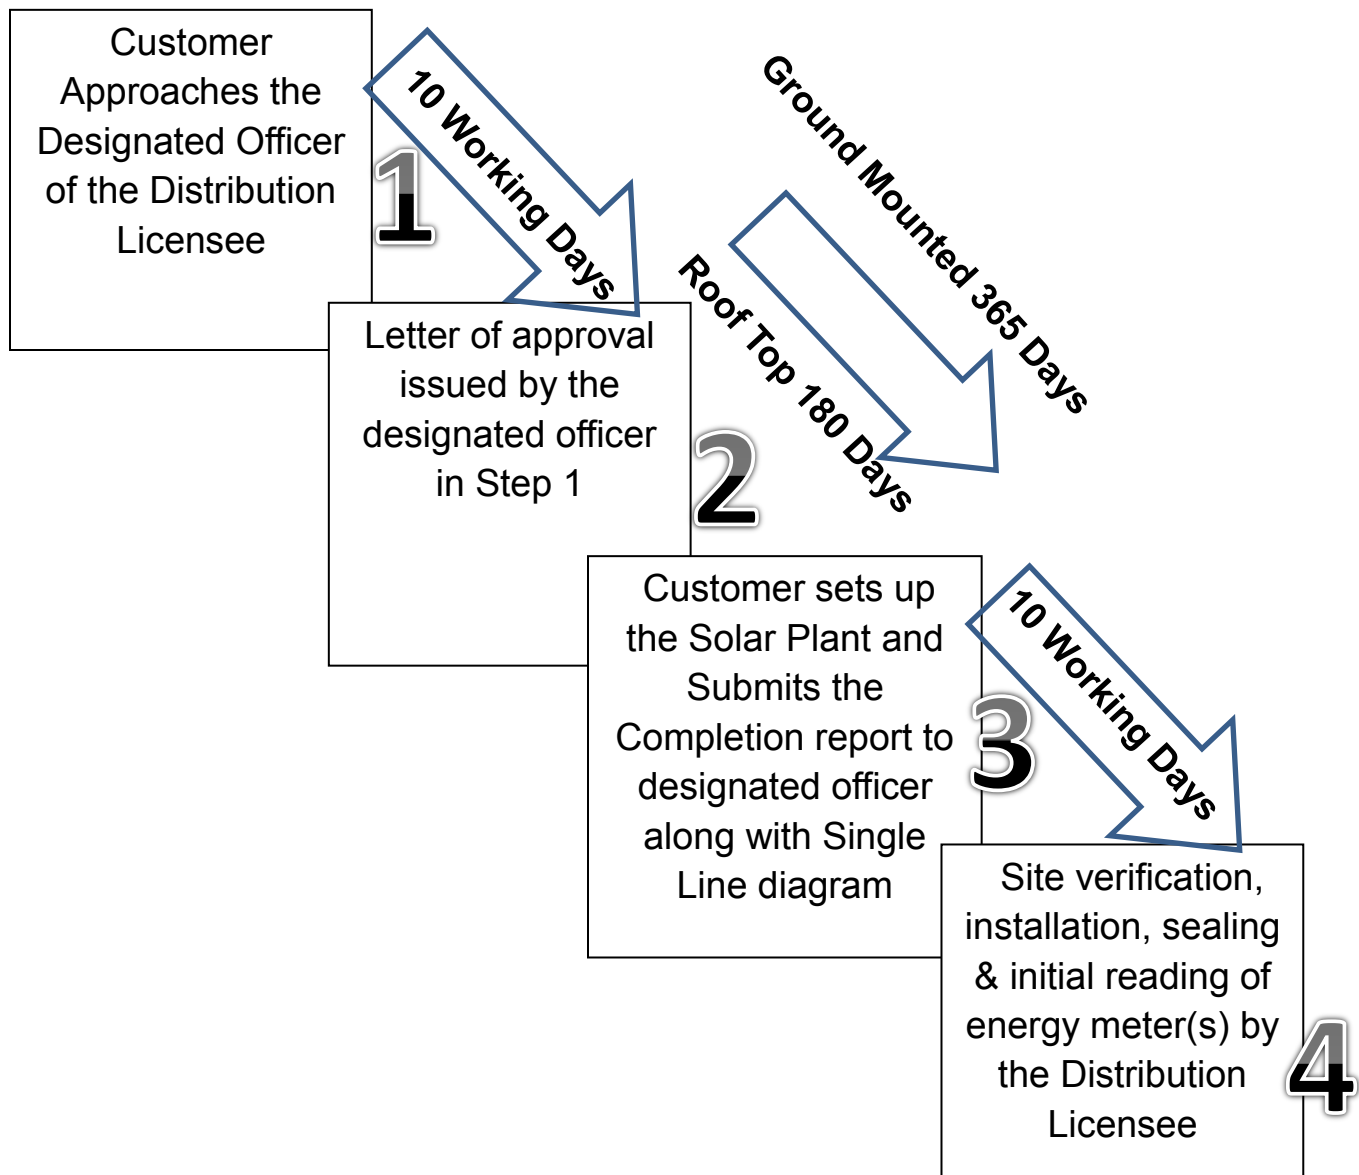 Customer
Approaches the
Designated Officer
of the Distribution
Licensee
1
10 Working Days
Letter of approval
issued by the
designated officer
in Step 1
2
Ground Mounted 365 Days
Roof Top 180 Days
Customer sets up
the Solar Plant and
Submits the
Completion report to
designated officer
along with Single
Line diagram
3
10 Working Days
Site verification,
installation, sealing
& initial reading of
energy meter(s) by
the Distribution
Licensee
4